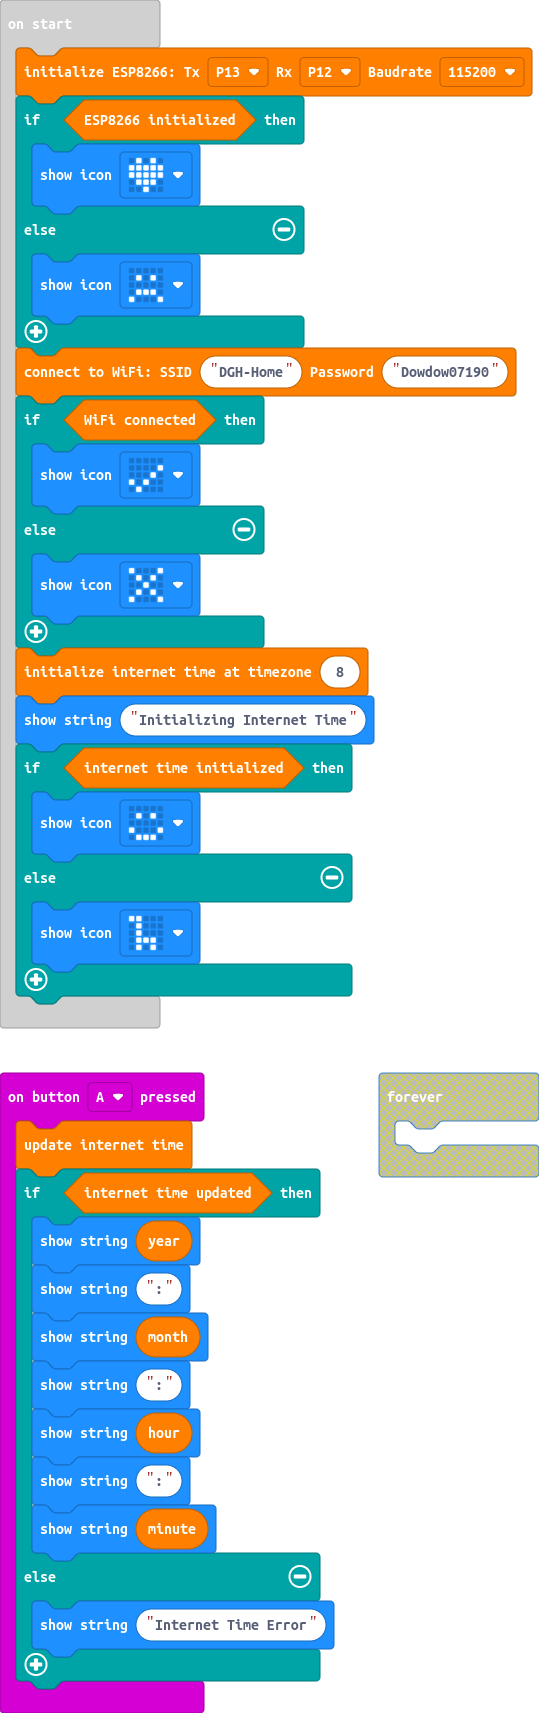 on start
initialize ESP8266: Tx P13 Rx P12 Baudrate 115200
if ESP8266 initialized then
show icon
else
show icon
connect to WiFi: SSID "DGH-Home" Password "Dowdow07190"
if WiFi connected then
show icon
else
show icon
initialize internet time at timezone 8
show string "Initializing Internet Time"
if internet time initialized then
show icon
else
show icon
on button A pressed
update internet time
if internet time updated then
show string year
show string ":"
show string month
show string ":"
show string hour
show string ":"
show string minute
else
show string "Internet Time Error"
forever